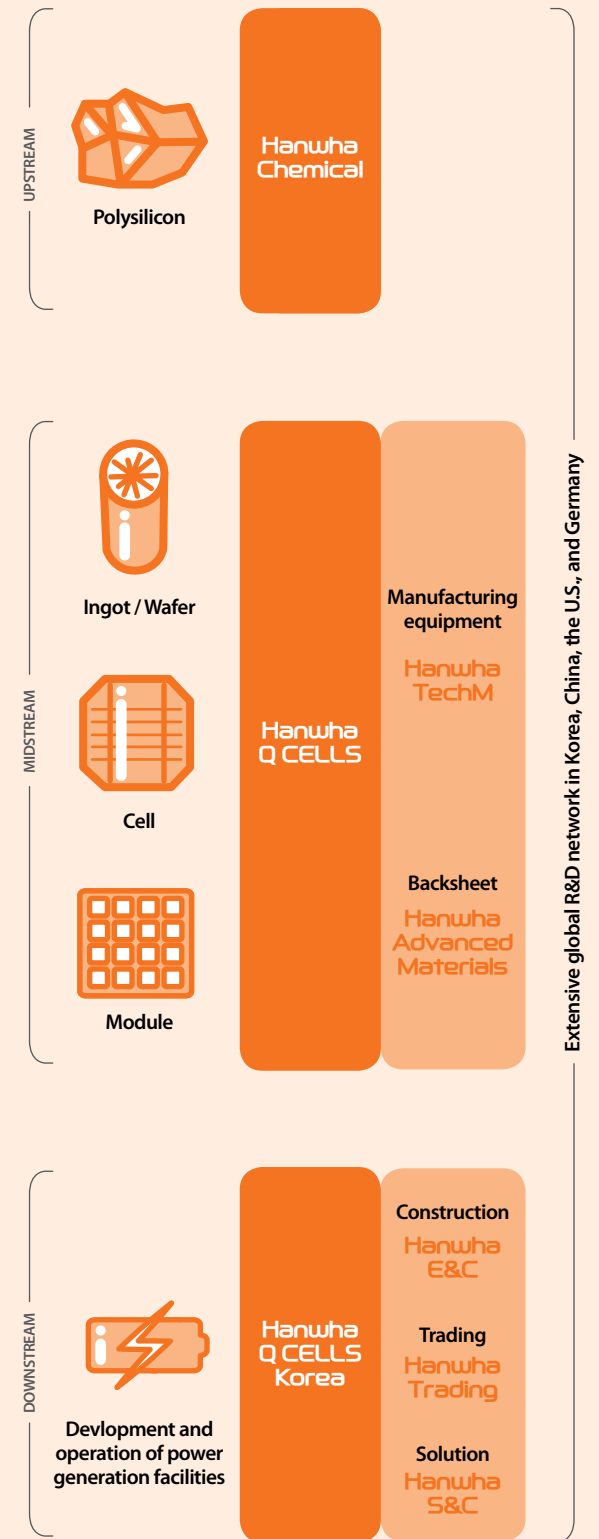 UPSTREAM
Polysilicon
Hanwha
Chemical
MIDSTREAM
Ingot / Wafer
Cell
Module
Hanwha
Q CELLS
Manufacturing
equipment
Hanwha
TechM
Backsheet
Hanwha
Advanced
Materials
DOWNSTREAM
Devlopment and
operation of power
generation facilities
Hanwha
Q CELLS
Korea
Construction
Hanwha
E&C
Trading
Hanwha
Trading
Solution
Hanwha
S&C
Extensive global R&D network in Korea, China, the U.S., and Germany